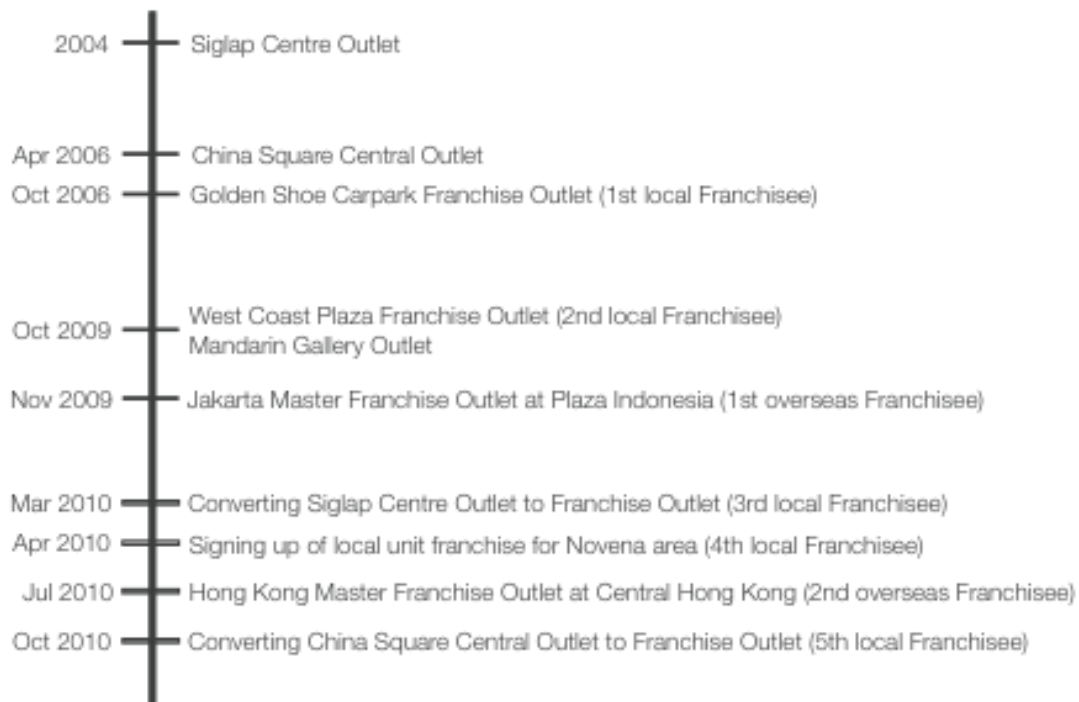 2004 Siglap Centre Outlet
Apr 2006 China Square Central Outlet
Oct 2006 Golden Shoe Carpark Franchise Outlet (1st local Franchisee)
Oct 2009 West Coast Plaza Franchise Outlet (2nd local Franchisee)
Mandarin Gallery Outlet
Nov 2009 Jakarta Master Franchise Outlet at Plaza Indonesia (1st overseas Franchisee)
Mar 2010 Converting Siglap Centre Outlet to Franchise Outlet (3rd local Franchisee)
Apr 2010 Signing up of local unit franchise for Novena area (4th local Franchisee)
Jul 2010 Hong Kong Master Franchise Outlet at Central Hong Kong (2nd overseas Franchisee)
Oct 2010 Converting China Square Central Outlet to Franchise Outlet (5th local Franchisee)